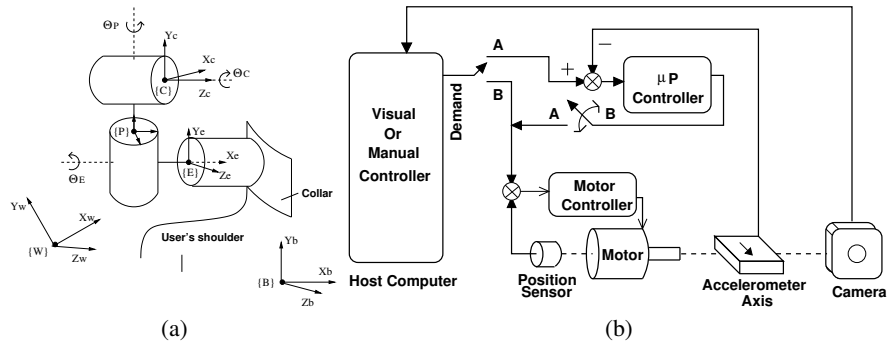 ΘP
Yc
Xc
ΘC
{C}
Zc
{P}
Ye
Xe
{E}
Ze
ΘE
Collar
User's shoulder
Yw
Xw
{W}
Zw
Yb
Xb
{B}
Zb
(a)
Visual
Or
Manual
Controller
Host Computer
Demand
A
B
+
−
μP
Controller
A
B
Motor
Controller
Motor
Position
Sensor
Accelerometer
Axis
Camera
(b)